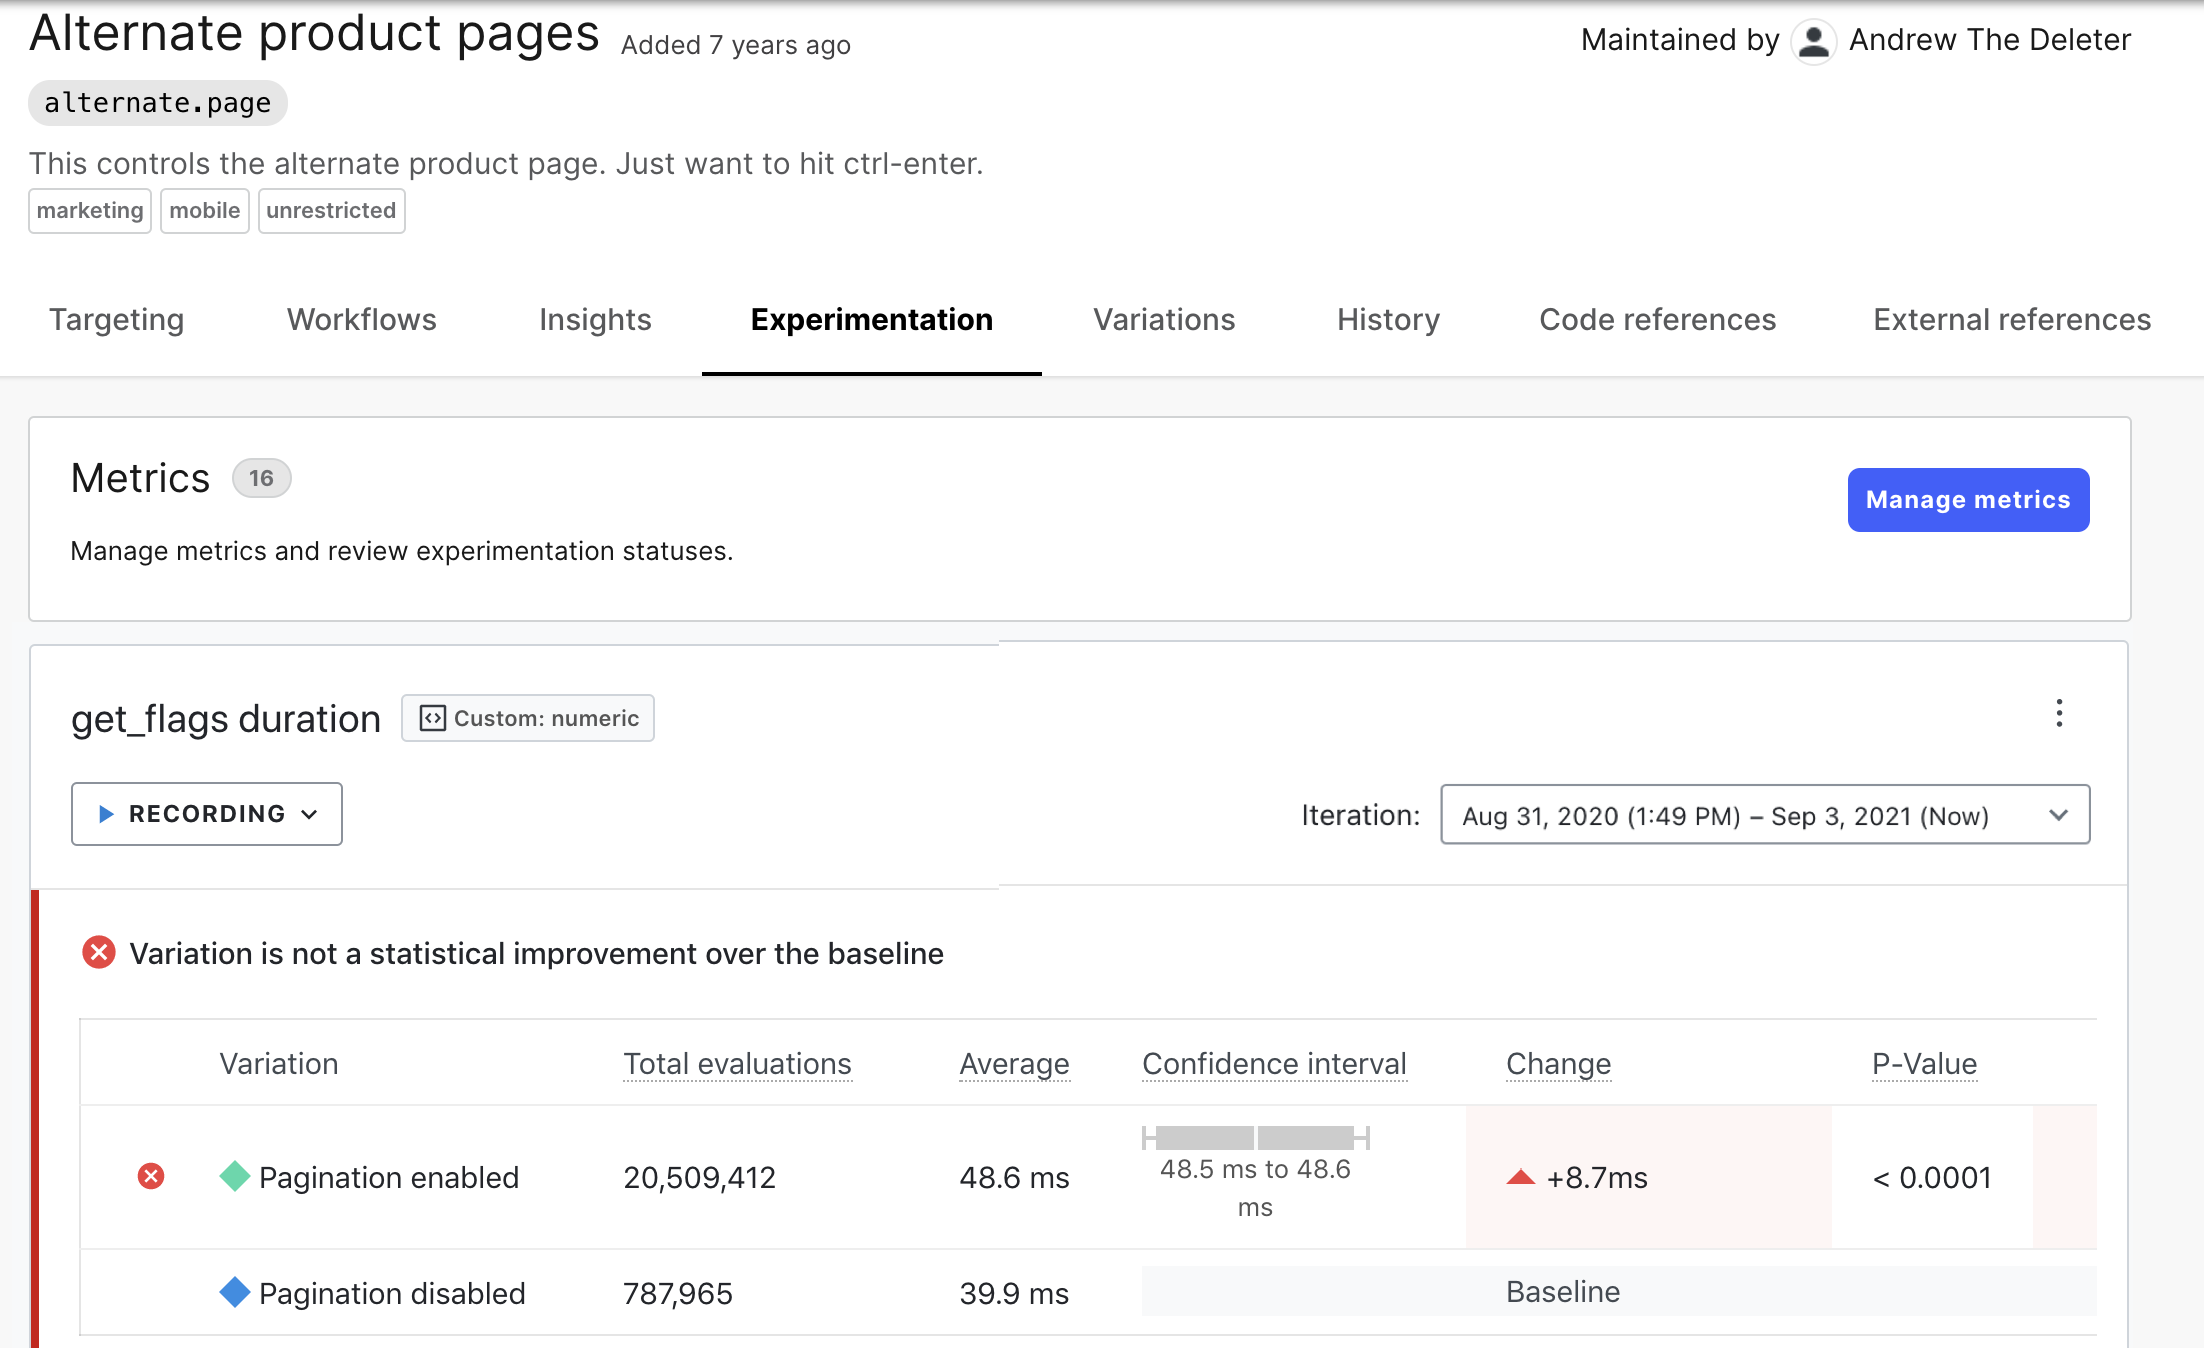 Alternate product pages Added 7 years ago Maintained by Andrew The Deleter
alternate.page
This controls the alternate product page. Just want to hit ctrl-enter.
marketing mobile unrestricted
Targeting Workflows Insights Experimentation Variations History Code references External references
Metrics 16
Manage metrics
Manage metrics and review experimentation statuses.
get_flags duration Custom: numeric
RECORDING Iteration: Aug 31, 2020 (1:49 PM) – Sep 3, 2021 (Now)
Variation is not a statistical improvement over the baseline
Variation Total evaluations Average Confidence interval Change P-Value
Pagination enabled 20,509,412 48.6 ms 48.5 ms to 48.6 ms +8.7ms < 0.0001
Pagination disabled 787,965 39.9 ms Baseline